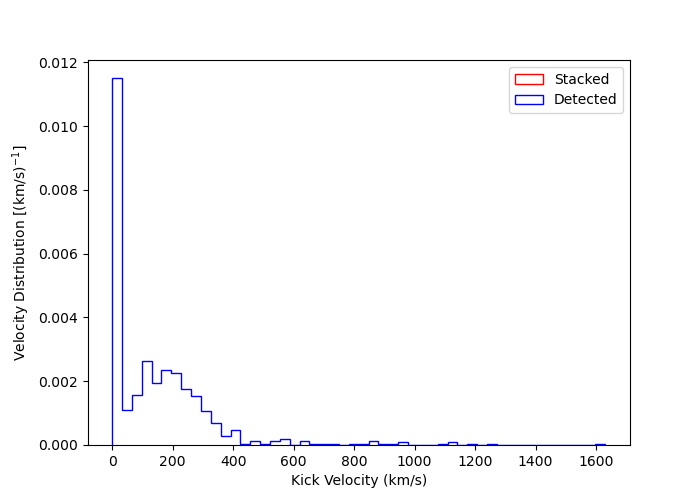 0.012
0.010
0.008
0.006
0.004
0.002
0.000
Velocity Distribution [(km/s)⁻¹]
Stacked
Detected
0 200 400 600 800 1000 1200 1400 1600
Kick Velocity (km/s)